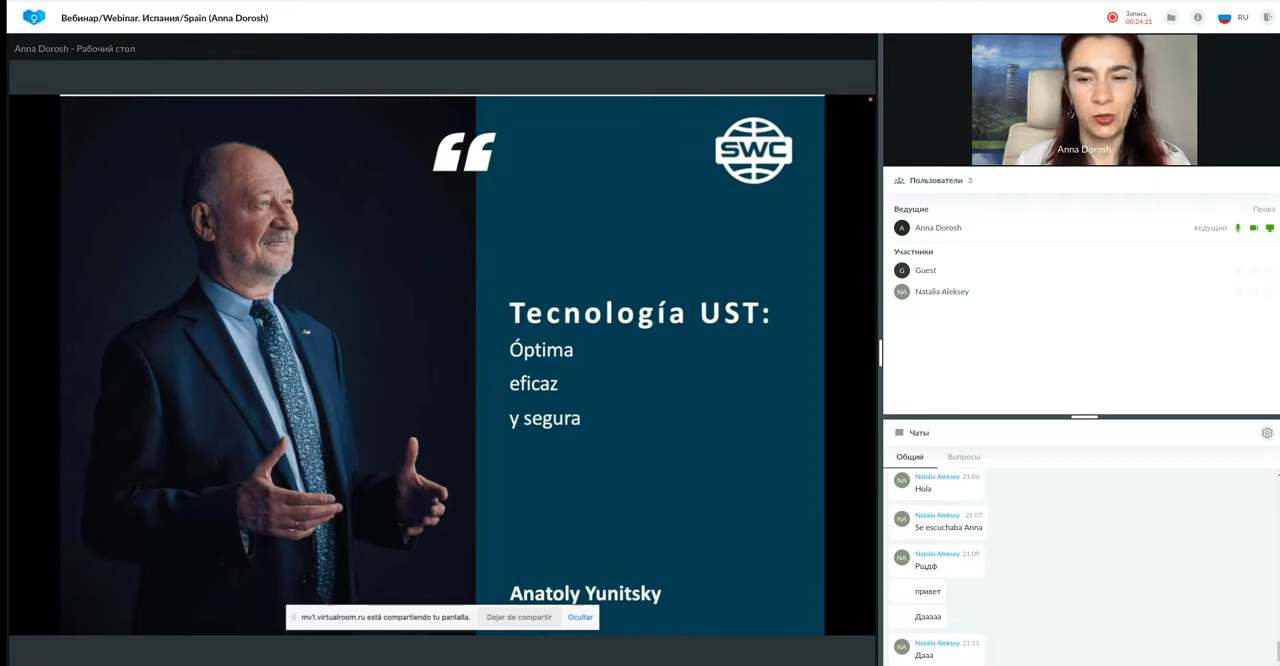 Вебинар/Webinar. Испания/Spain (Anna Dorosh)
Запись
00:24:21
RU
Anna Dorosh - Рабочий стол
SWC
Tecnología UST:
Óptima
eficaz
y segura
Anatoly Yunitsky
mv1.virtualroom.ru está compartiendo tu pantalla.
Dejar de compartir
Ocultar
Anna Dorosh
Пользователи 3
Ведущие
Права
A
Anna Dorosh
ведущий
Участники
G
Guest
NA
Natalia Aleksey
Чаты
Общий
Вопросы
NA
Natalia Aleksey 21:06
Hola
NA
Natalia Aleksey 21:07
Se escuchaba Anna
NA
Natalia Aleksey 21:09
Рщдф
привет
Дааааа
NA
Natalia Aleksey 21:11
Дааа